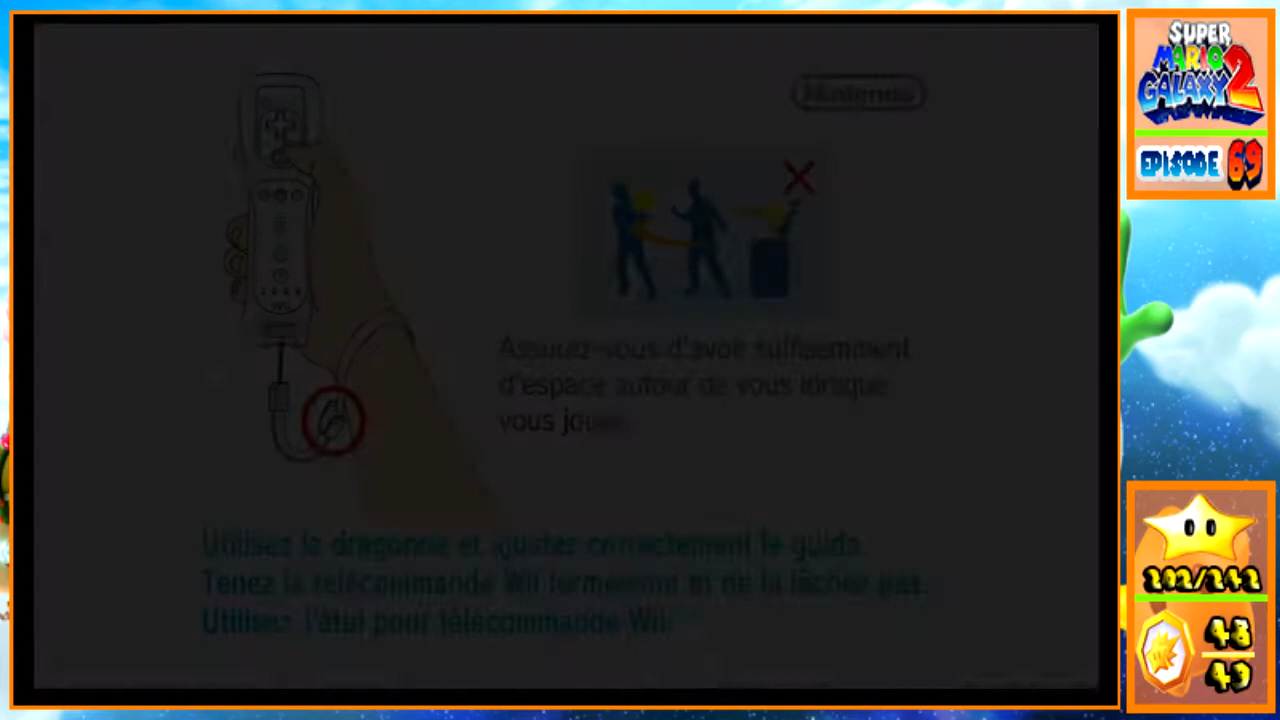 Nintendo
SUPER
MARIO
GALAXY 2
EPISODE 69
Assurez-vous d'avoir suffisamment
d'espace autour de vous lorsque
vous jouez.
Utilisez la dragonne et ajustez correctement le guide.
Tenez la télécommande Wii fermement et ne la lâchez pas.
Utilisez l'étui pour télécommande Wii.
Wii
202/242
48
49